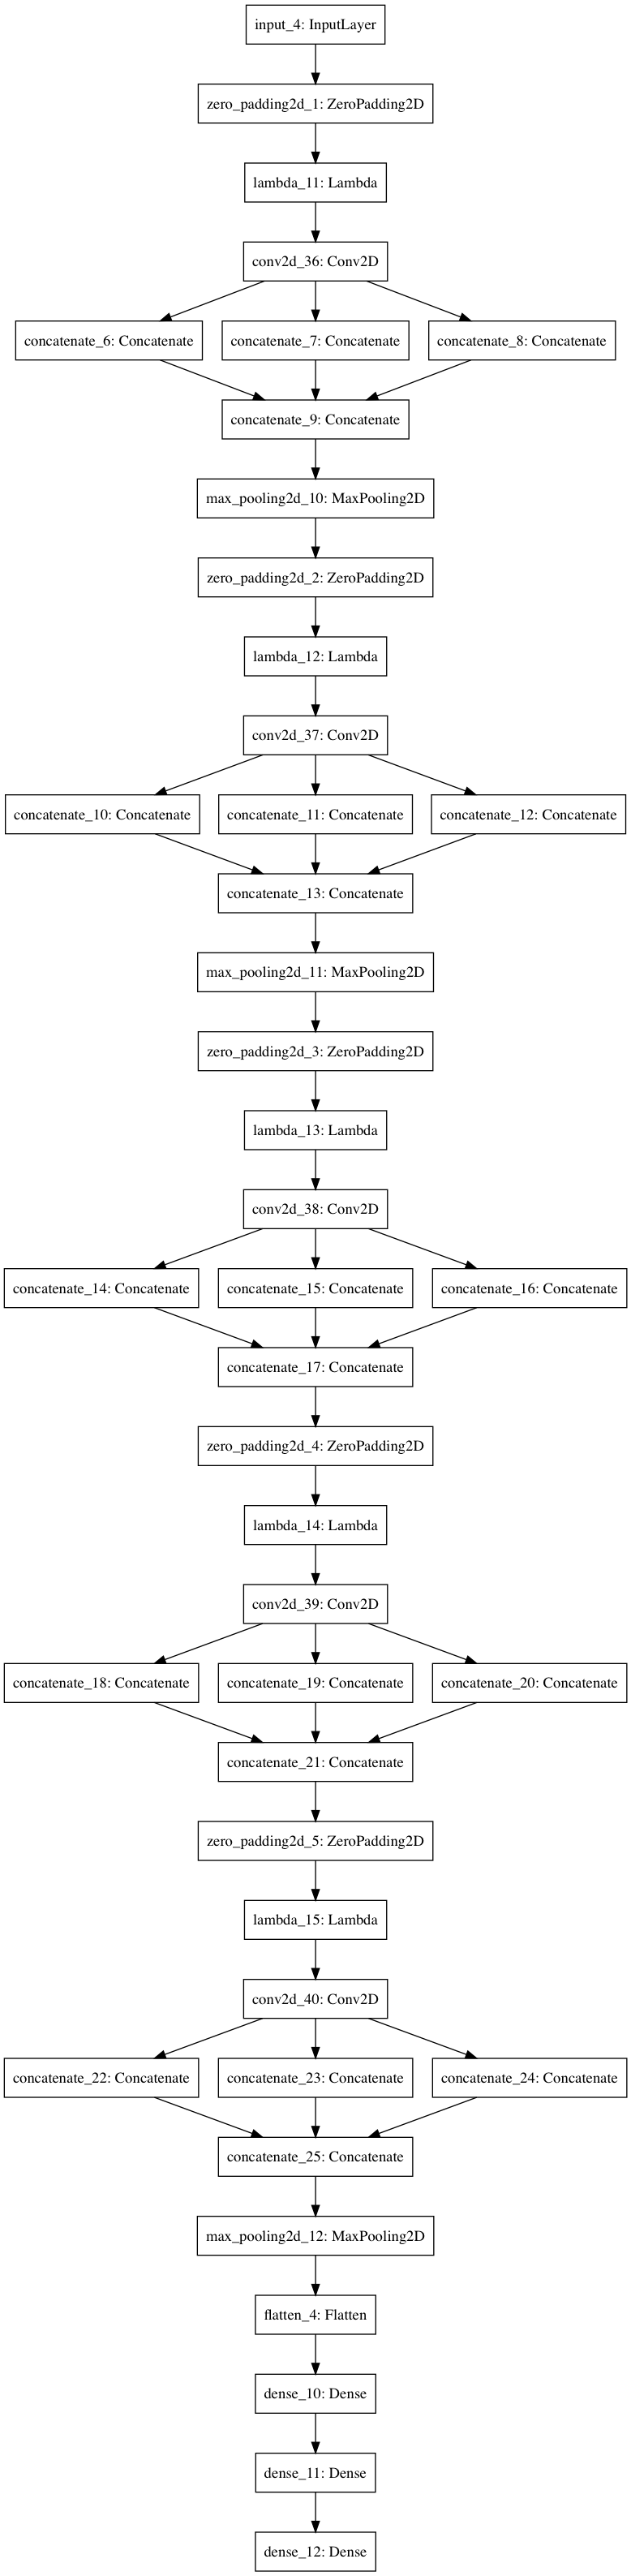 input_4: InputLayer
zero_padding2d_1: ZeroPadding2D
lambda_11: Lambda
conv2d_36: Conv2D
concatenate_6: Concatenate
concatenate_7: Concatenate
concatenate_8: Concatenate
concatenate_9: Concatenate
max_pooling2d_10: MaxPooling2D
zero_padding2d_2: ZeroPadding2D
lambda_12: Lambda
conv2d_37: Conv2D
concatenate_10: Concatenate
concatenate_11: Concatenate
concatenate_12: Concatenate
concatenate_13: Concatenate
max_pooling2d_11: MaxPooling2D
zero_padding2d_3: ZeroPadding2D
lambda_13: Lambda
conv2d_38: Conv2D
concatenate_14: Concatenate
concatenate_15: Concatenate
concatenate_16: Concatenate
concatenate_17: Concatenate
zero_padding2d_4: ZeroPadding2D
lambda_14: Lambda
conv2d_39: Conv2D
concatenate_18: Concatenate
concatenate_19: Concatenate
concatenate_20: Concatenate
concatenate_21: Concatenate
zero_padding2d_5: ZeroPadding2D
lambda_15: Lambda
conv2d_40: Conv2D
concatenate_22: Concatenate
concatenate_23: Concatenate
concatenate_24: Concatenate
concatenate_25: Concatenate
max_pooling2d_12: MaxPooling2D
flatten_4: Flatten
dense_10: Dense
dense_11: Dense
dense_12: Dense